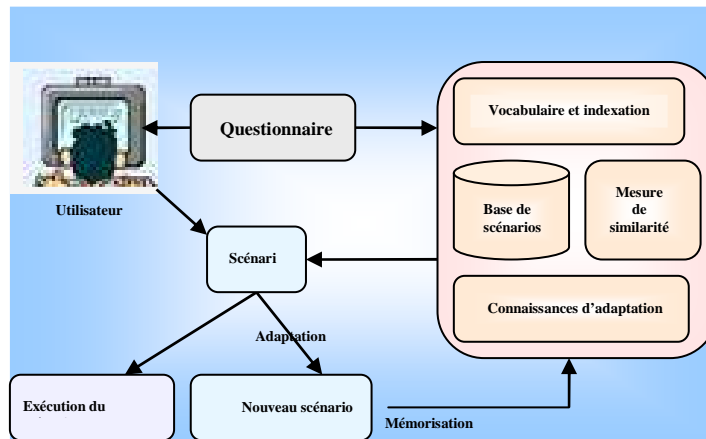 Vocabulaire et indexation
Questionnaire
Utilisateur
Base de
scénarios
Mesure
de
similarité
Scénari
Connaissances d’adaptation
Adaptation
Exécution du
Nouveau scénario
Mémorisation